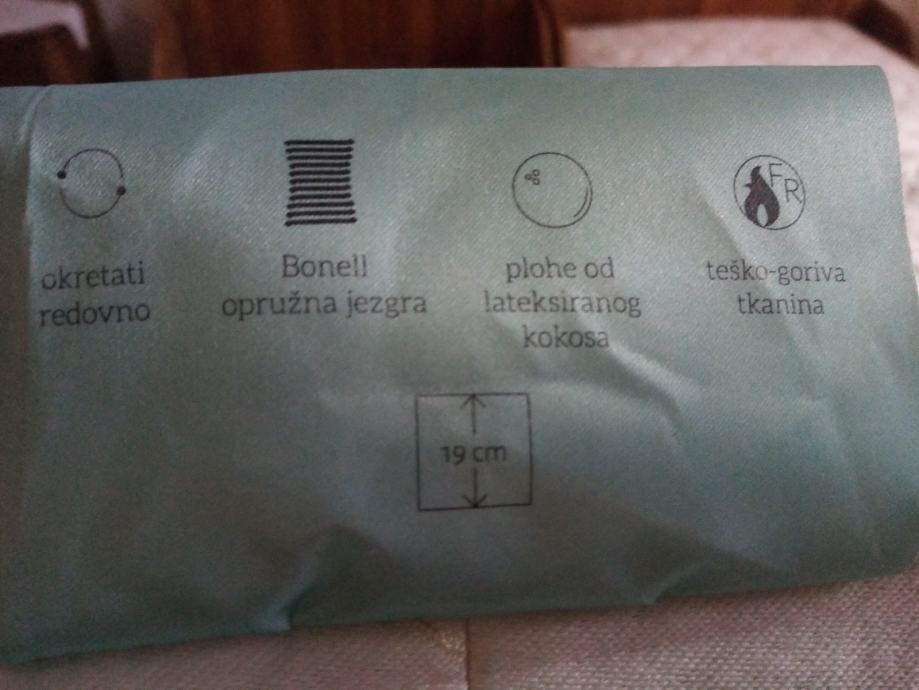 FR
okretati
redovno
Bonell
opružna jezgra
plohe od
lateksiranog
kokosa
teško-goriva
tkanina
19 cm